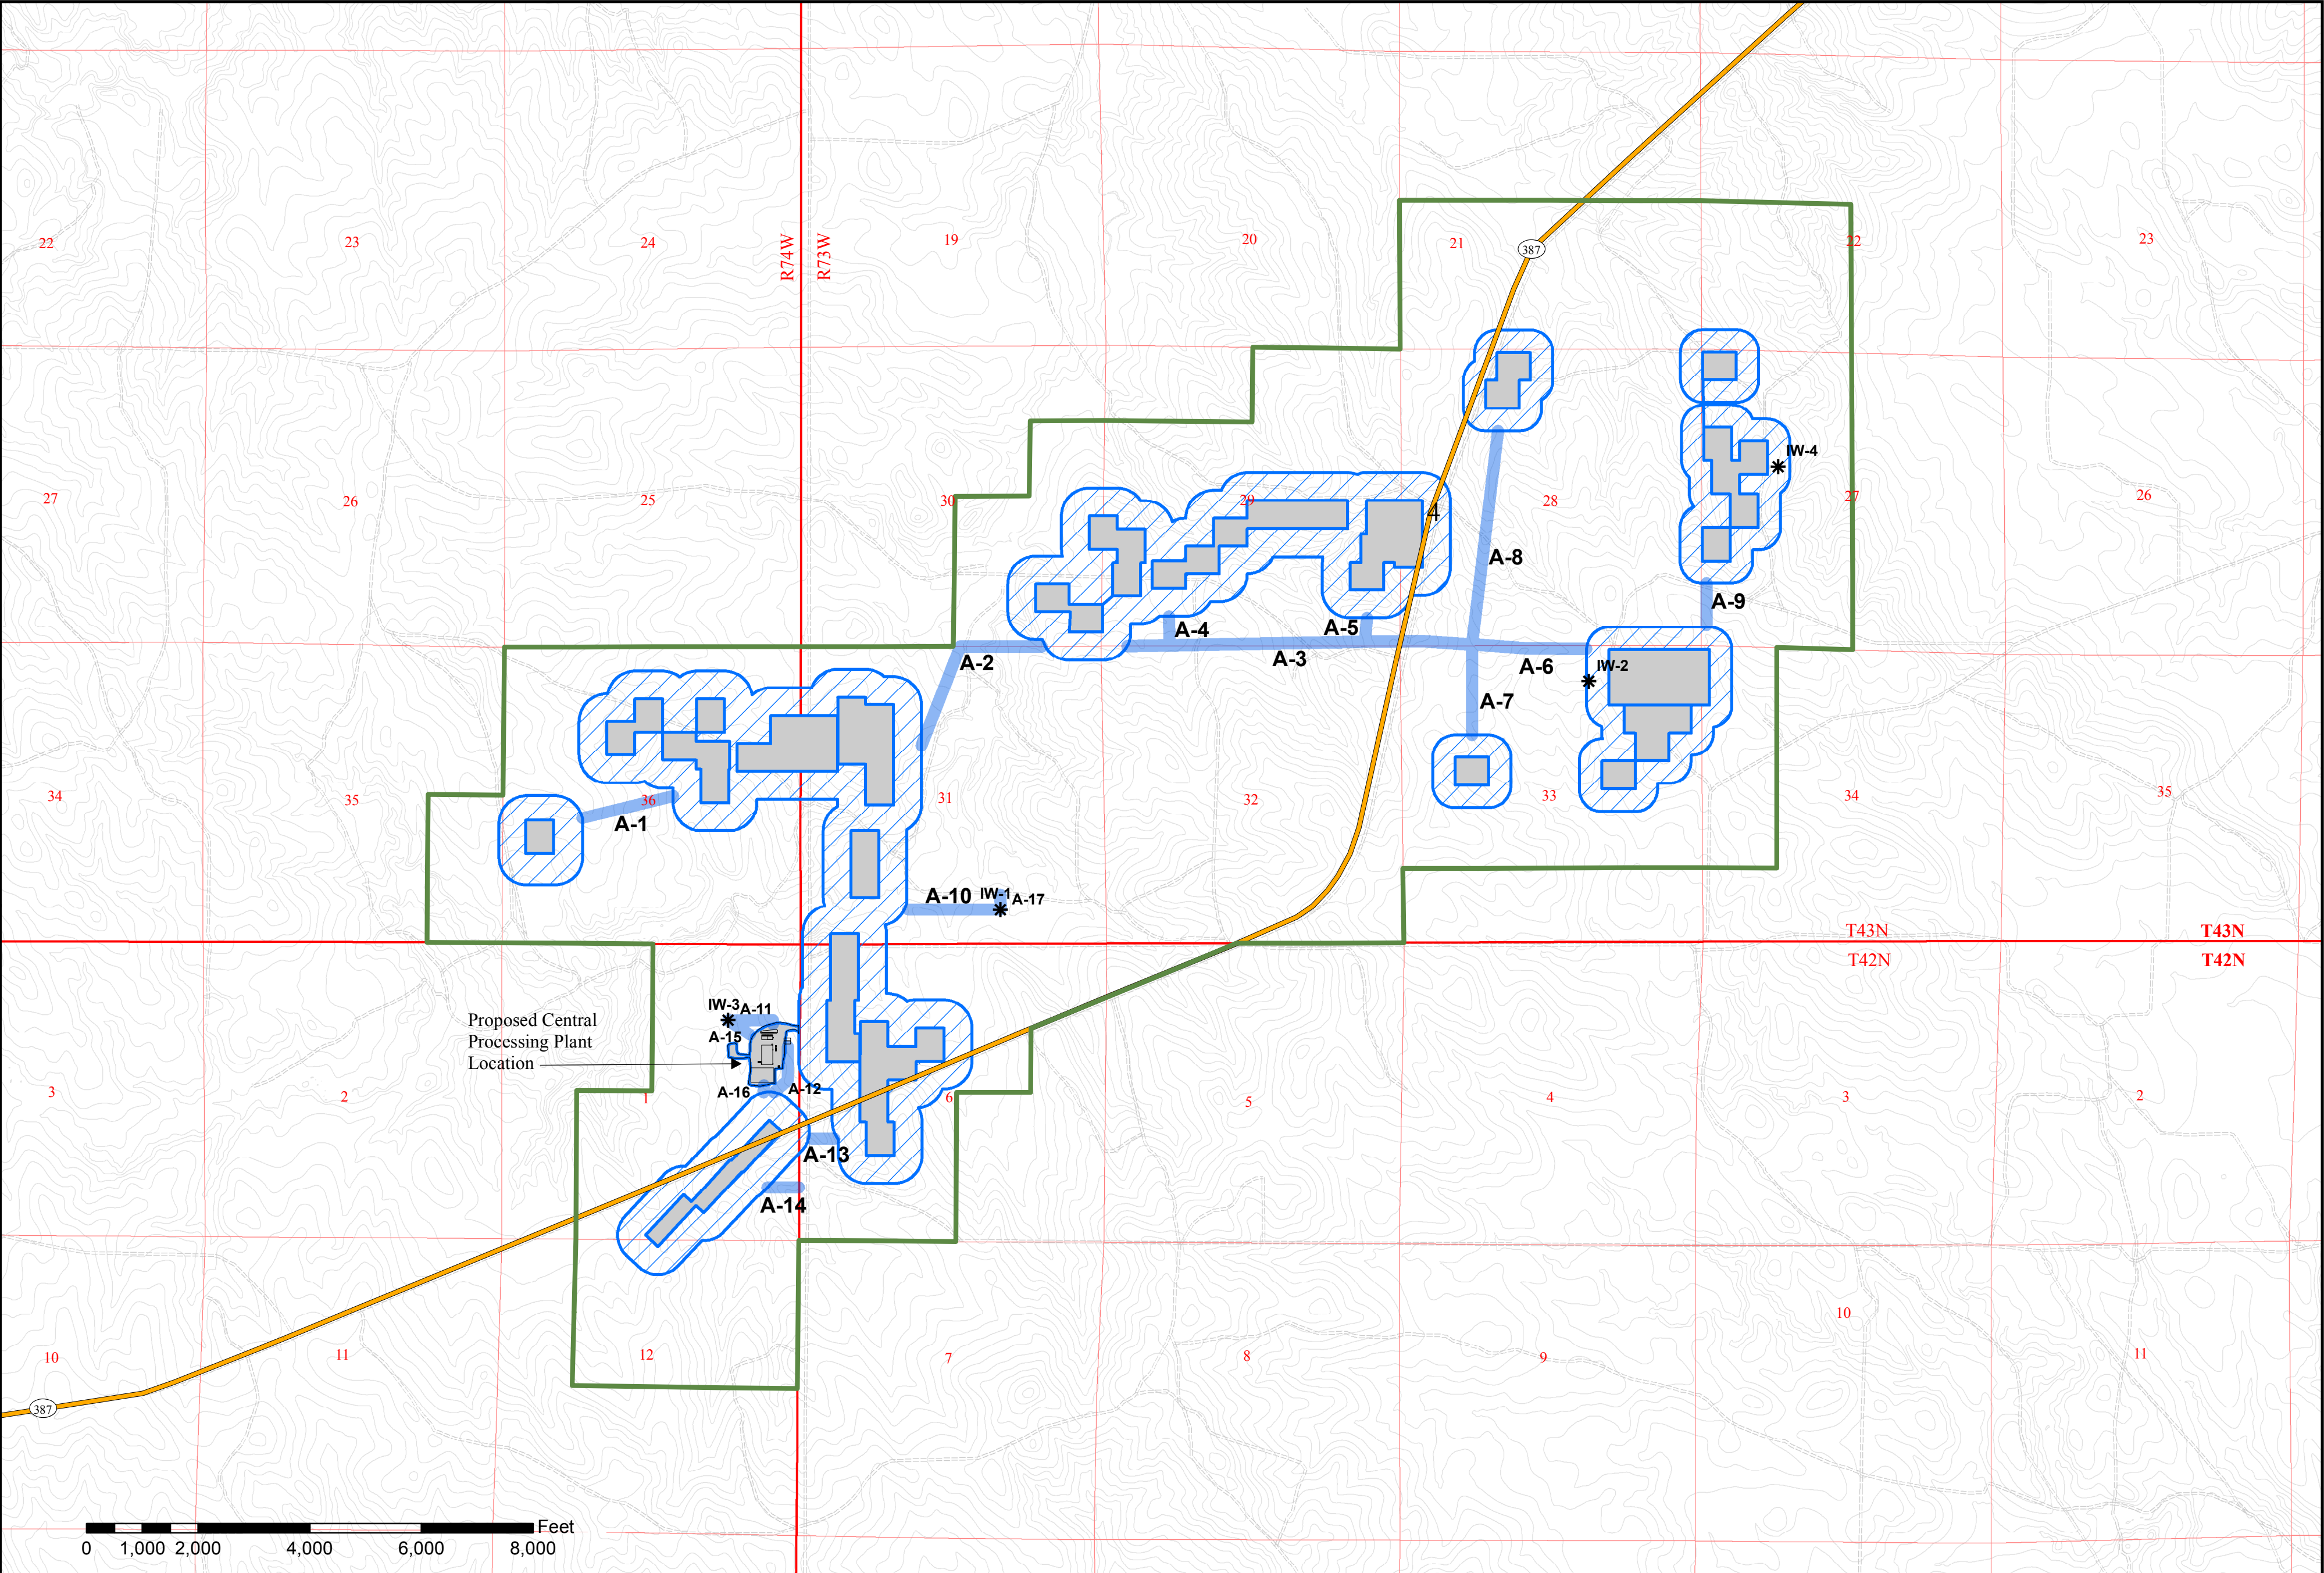 22
23
24
R74W
R73W
19
20
21
387
22
23
27
26
25
30
29
4
28
IW-4
27
26
A-8
A-9
A-4
A-5
A-2
A-3
A-6
IW-2
A-7
34
35
36
31
32
33
34
35
A-1
A-10
IW-1
A-17
T43N
T43N
T42N
T42N
IW-3
A-11
Proposed Central
Processing Plant
Location
A-15
A-16
A-12
3
2
1
6
5
4
3
2
A-13
A-14
10
11
12
7
8
9
10
11
387
Feet
0
1,000
2,000
4,000
6,000
8,000